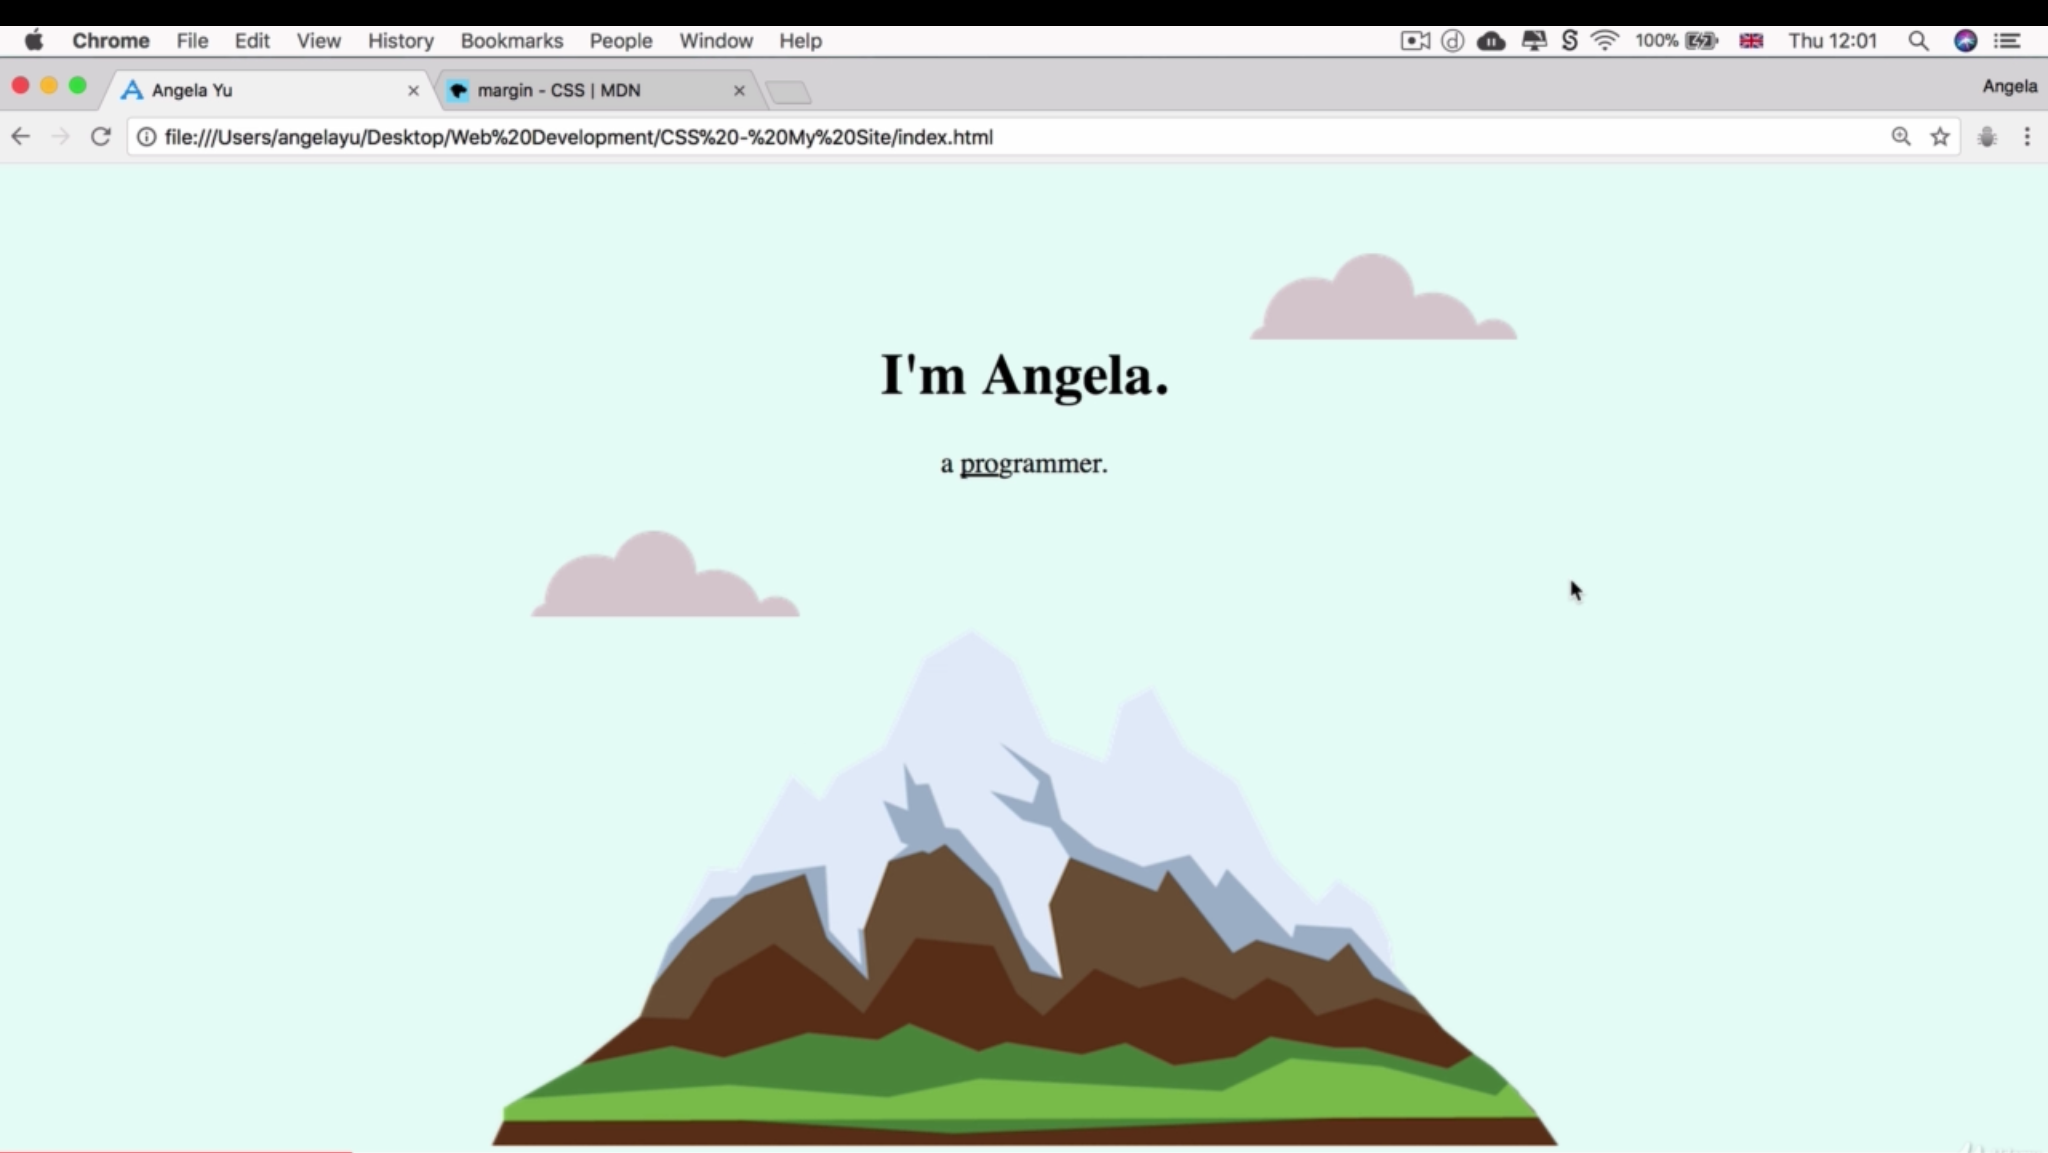 Chrome File Edit View History Bookmarks People Window Help 100% Thu 12:01
Angela Yu margin - CSS | MDN Angela
file:///Users/angelayu/Desktop/Web%20Development/CSS%20-%20My%20Site/index.html
I'm Angela.
a programmer.